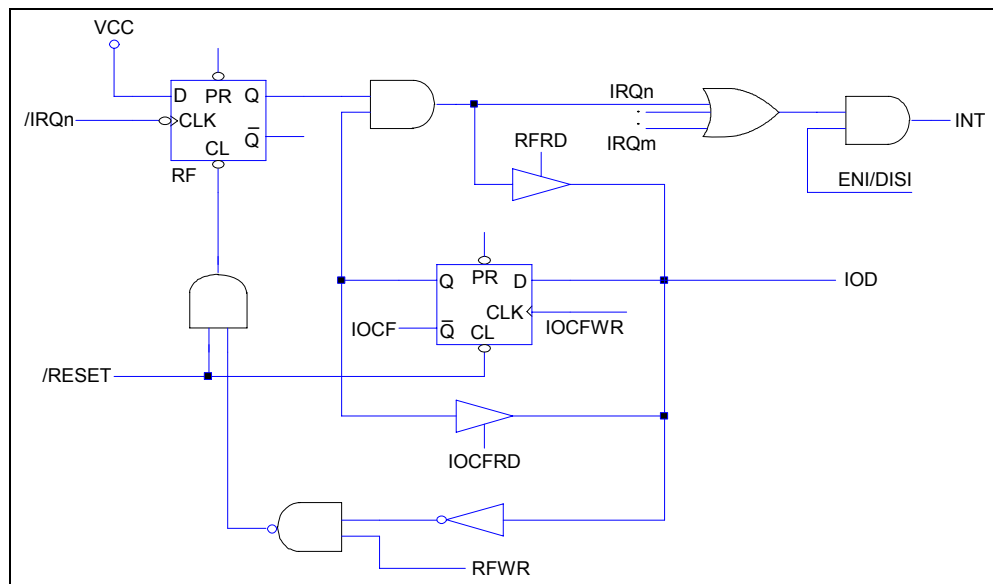 VCC
D
PR
Q
/IRQn
CLK
Q
CL
RF
IRQn
:
IRQm
INT
RFRD
ENI/DISI
Q
PR
D
IOD
CLK
IOCF
Q
CL
IOCFWR
/RESET
IOCFRD
RFWR